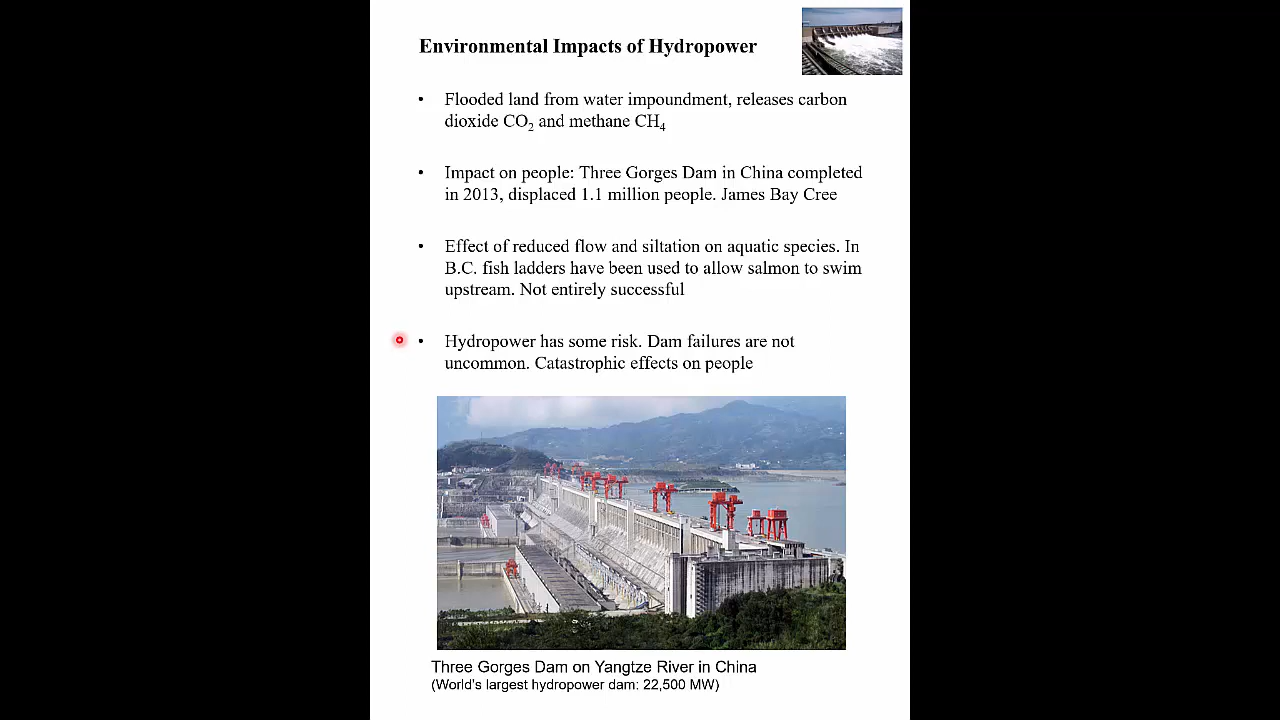 Environmental Impacts of Hydropower
• Flooded land from water impoundment, releases carbon
dioxide CO₂ and methane CH₄
• Impact on people: Three Gorges Dam in China completed
in 2013, displaced 1.1 million people. James Bay Cree
• Effect of reduced flow and siltation on aquatic species. In
B.C. fish ladders have been used to allow salmon to swim
upstream. Not entirely successful
• Hydropower has some risk. Dam failures are not
uncommon. Catastrophic effects on people
Three Gorges Dam on Yangtze River in China
(World's largest hydropower dam: 22,500 MW)